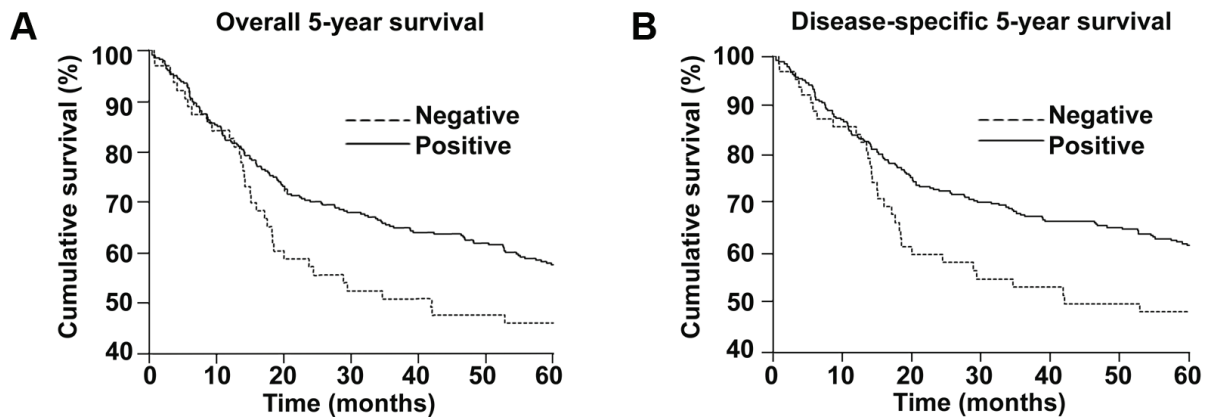 A
Overall 5-year survival
Cumulative survival (%)
100
90
80
70
60
50
40
Negative
Positive
0 10 20 30 40 50 60
Time (months)
B
Disease-specific 5-year survival
Cumulative survival (%)
100
90
80
70
60
50
40
Negative
Positive
0 10 20 30 40 50 60
Time (months)